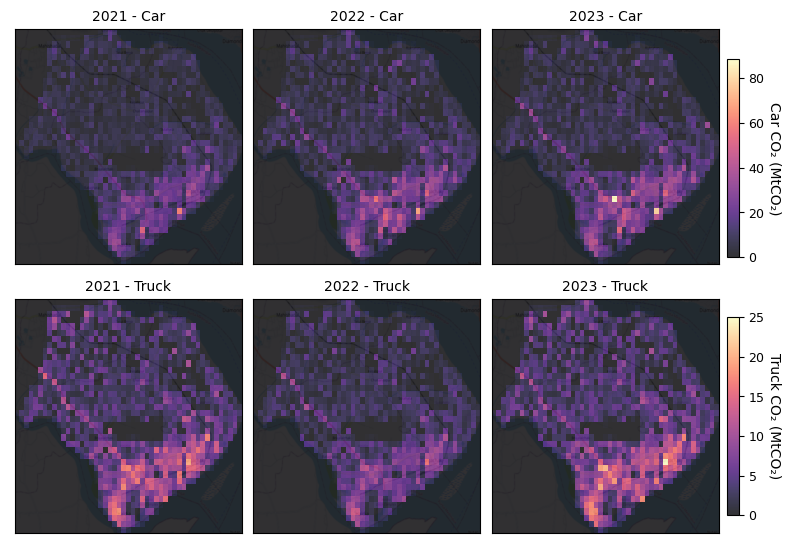 2021 - Car
2022 - Car
2023 - Car
80
60
40
20
0
Car CO₂ (MtCO₂)
2021 - Truck
2022 - Truck
2023 - Truck
25
20
15
10
5
0
Truck CO₂ (MtCO₂)